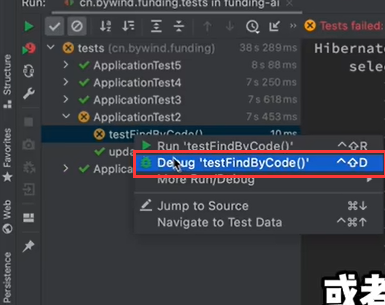 Run:
cn.bywind.funding.tests in funding-ai
Tests failed:
tests (cn.bywind.funding)
38 s 289 ms
Hibernat
ApplicationTest5
8 s 88 ms
sele
ApplicationTest4
7 s 250 ms
ApplicationTest3
7 s 618 ms
ApplicationTest2
7 s 453 ms
testFindByCode()
10 ms
Run 'testFindByCode()'
^⇧R
upda
Debug 'testFindByCode()'
^⇧D
Applica
More Run/Debug
Jump to Source
⌘↓
Navigate to Test Data
^⌘↑
Structure
Favorites
Web
Persistence
或者